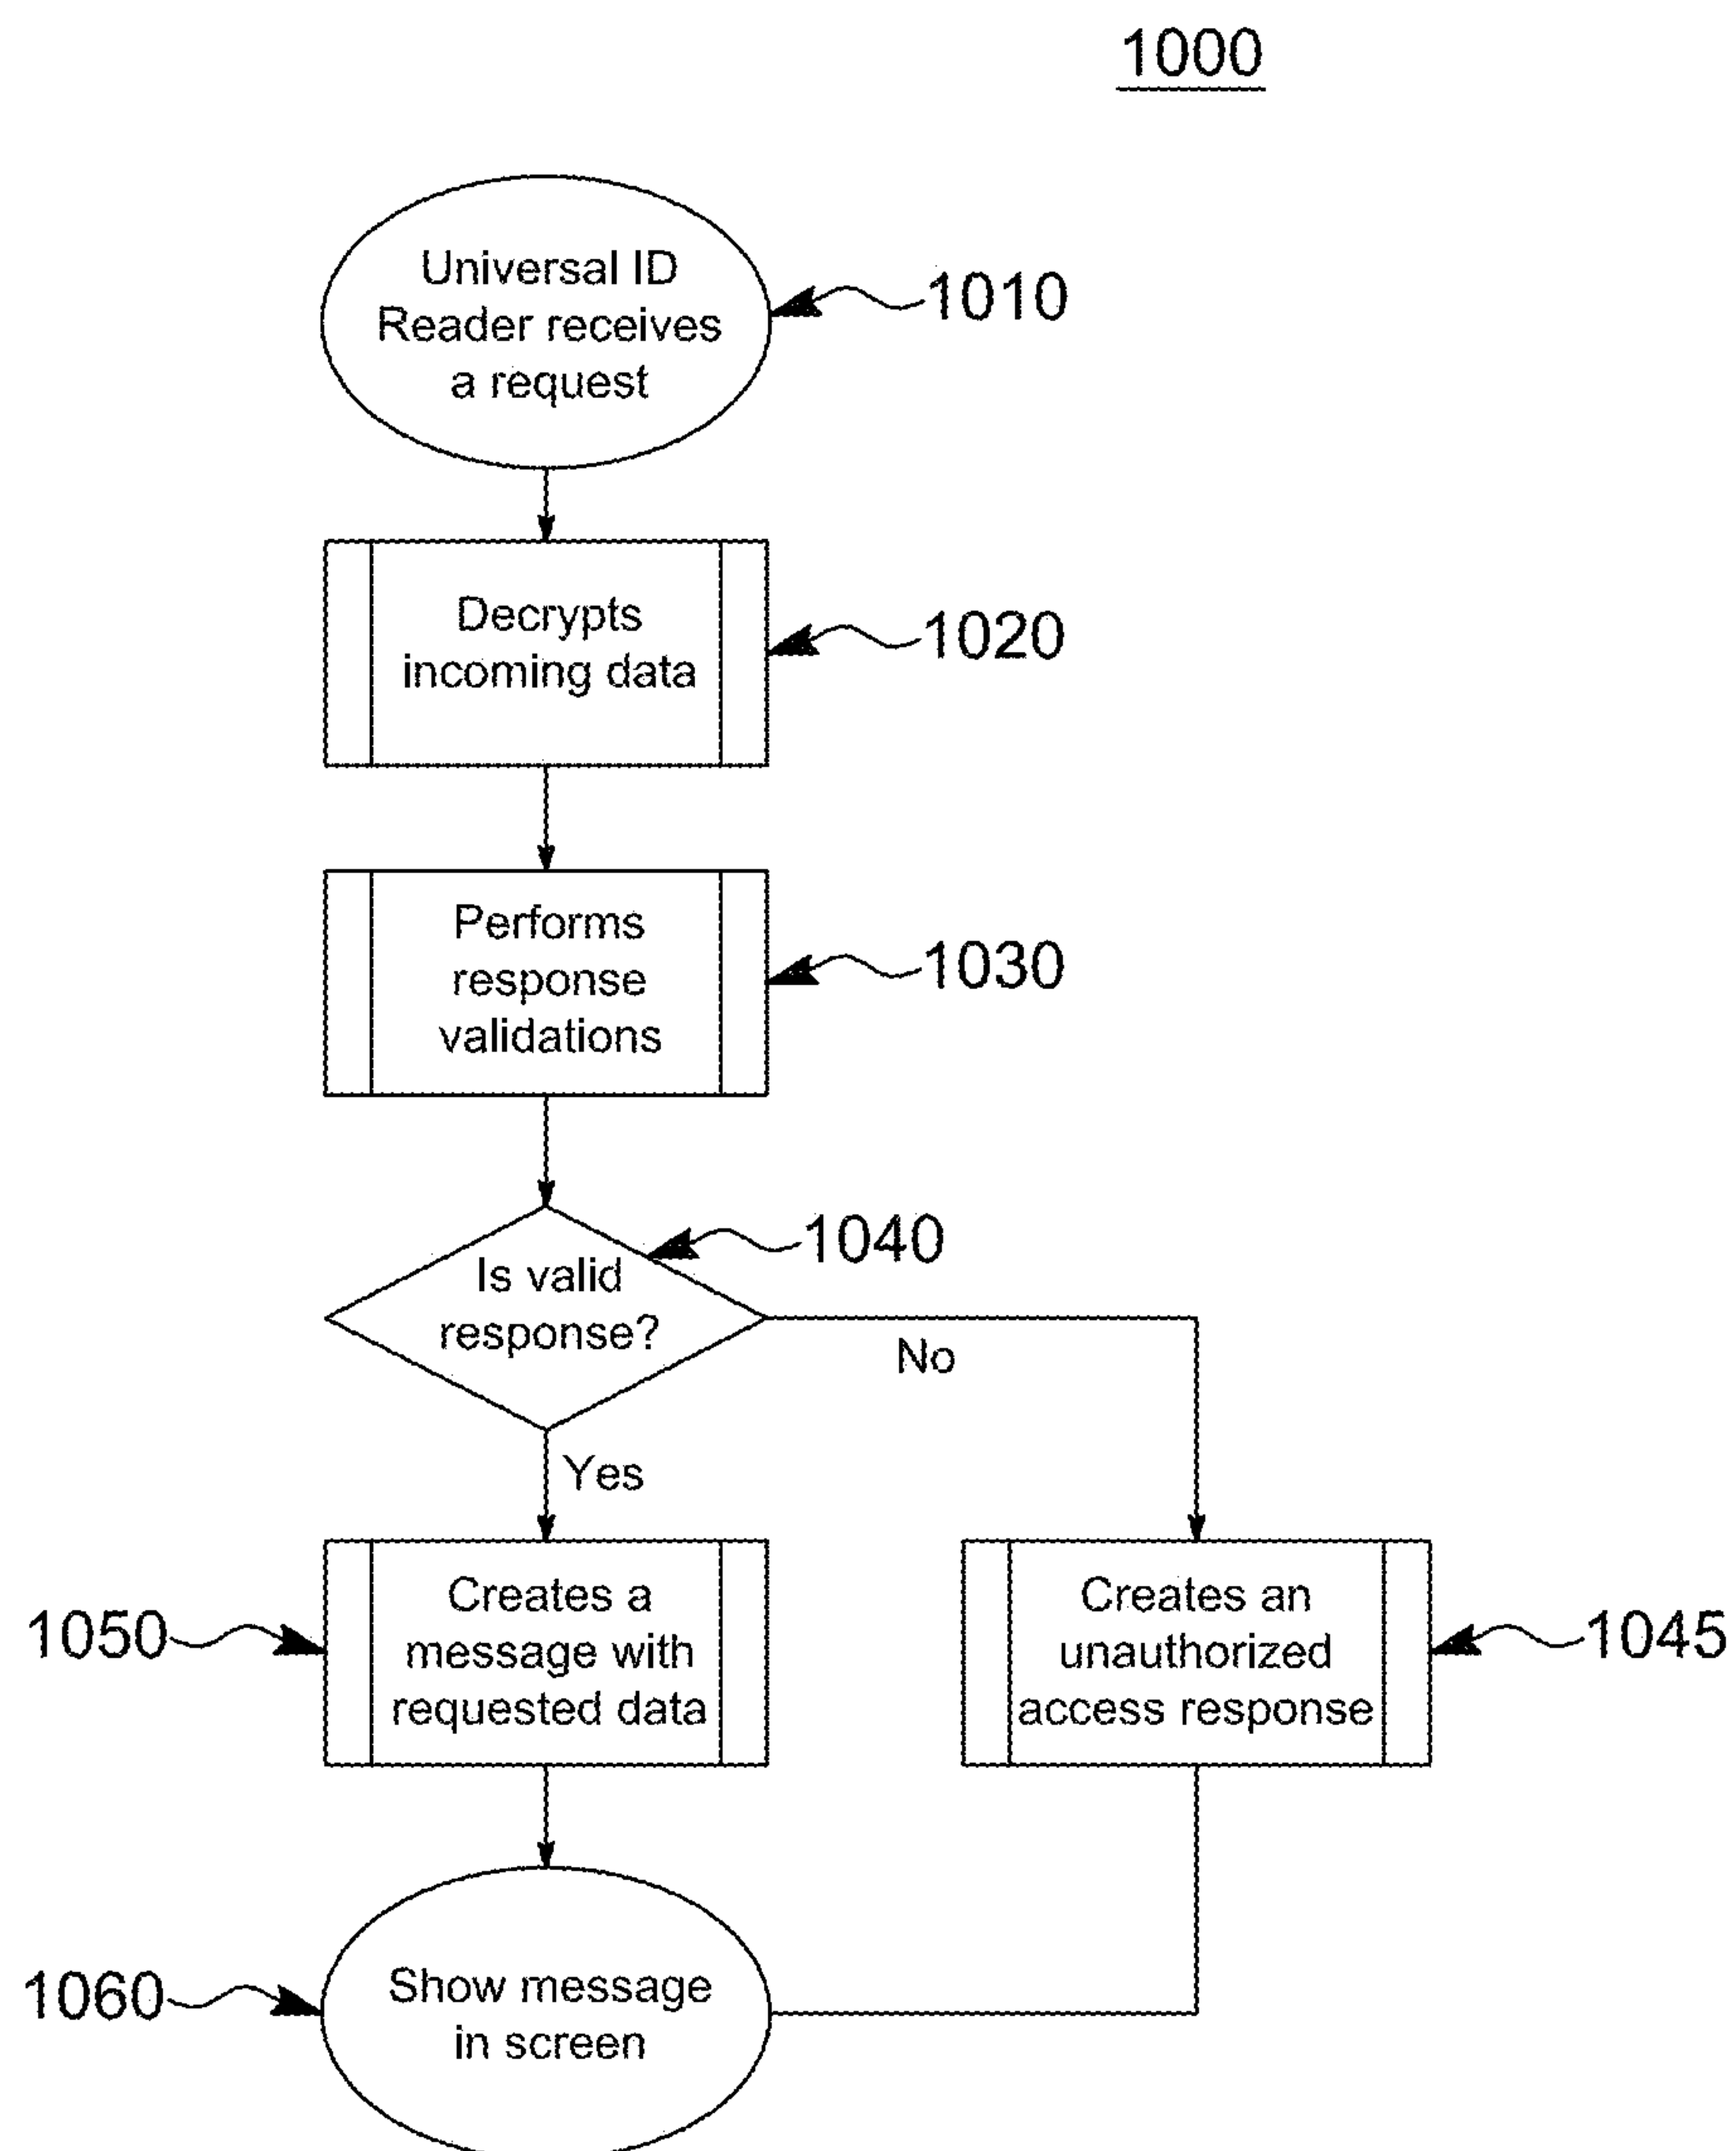 1000
Universal ID
Reader receives
a request
1010
Decrypts
incoming data
1020
Performs
response
validations
1030
1040
Is valid
response?
No
Yes
1050
Creates a
message with
requested data
Creates an
unauthorized
access response
1045
1060
Show message
in screen